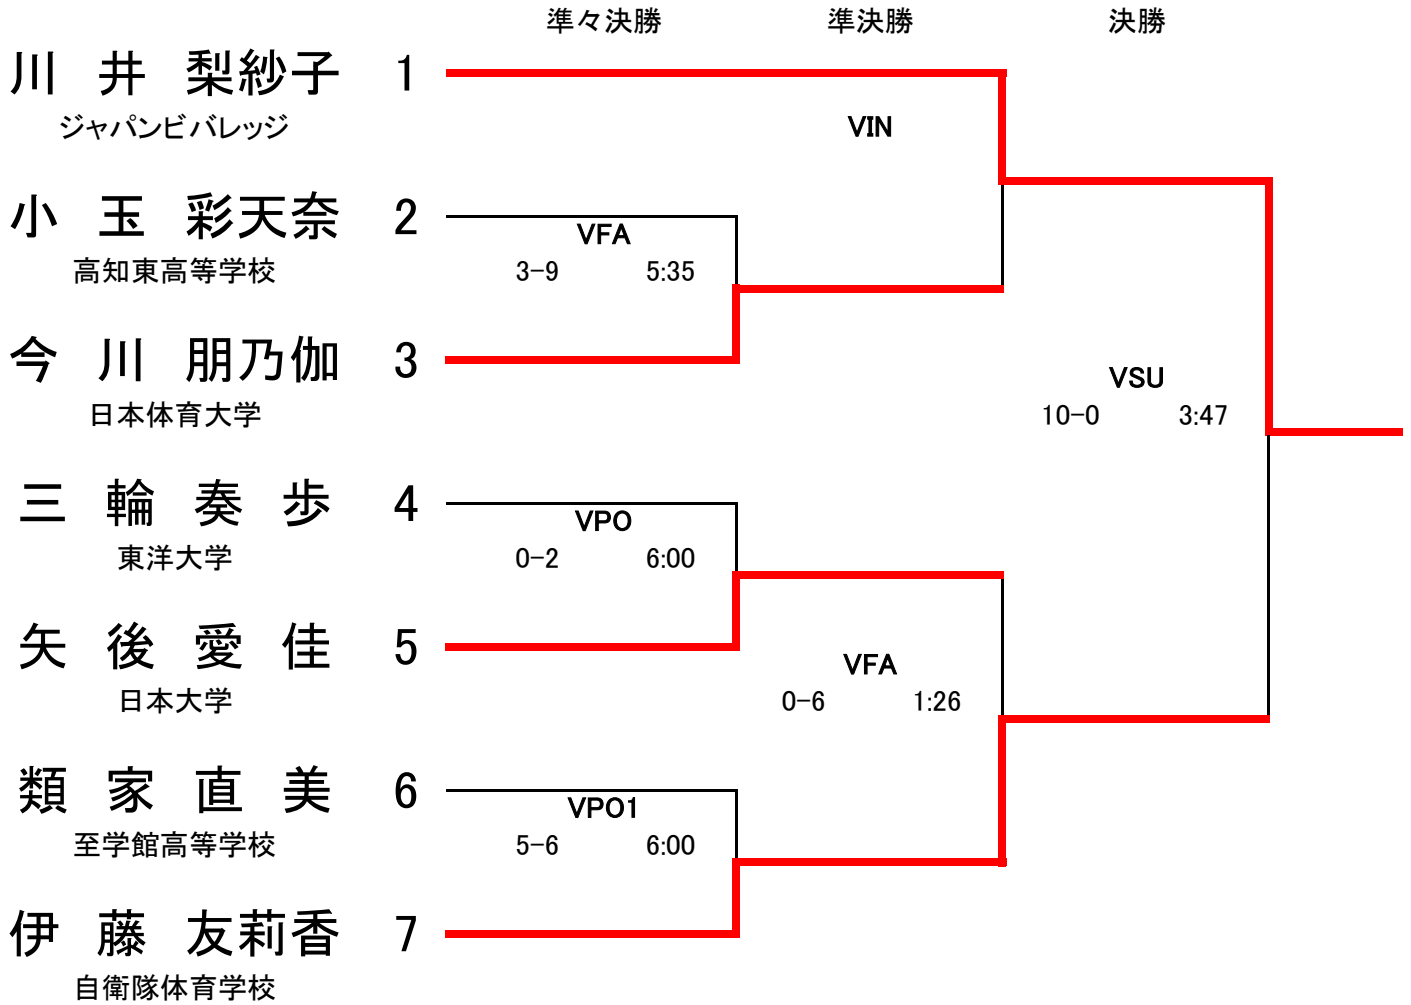 準々決勝 準決勝 決勝
川 井 梨紗子 1
ジャパンビバレッジ
VIN
小 玉 彩天奈 2
高知東高等学校
VFA
3-9 5:35
今 川 朋乃伽 3
日本体育大学
VSU
10-0 3:47
三 輪 奏 歩 4
東洋大学
VPO
0-2 6:00
矢 後 愛 佳 5
日本大学
VFA
0-6 1:26
類 家 直 美 6
至学館高等学校
VPO1
5-6 6:00
伊 藤 友莉香 7
自衛隊体育学校